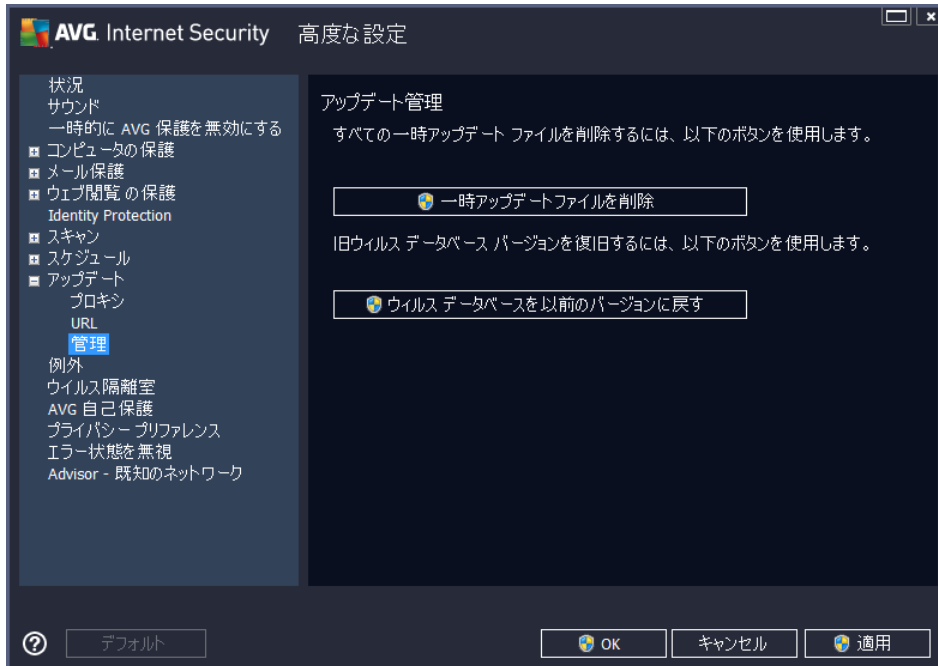 AVG. Internet Security 高度な設定
状況
サウンド
一時的に AVG 保護を無効にする
コンピュータの保護
メール保護
ウェブ閲覧の保護
Identity Protection
スキャン
スケジュール
アップデート
プロキシ
URL
管理
例外
ウイルス隔離室
AVG 自己保護
プライバシー プリファレンス
エラー状態を無視
Advisor - 既知のネットワーク
アップデート管理
すべての一時アップデート ファイルを削除するには、以下のボタンを使用します。
一時アップデートファイルを削除
旧ウィルス データベース バージョンを復旧するには、以下のボタンを使用します。
ウィルス データベースを以前のバージョンに戻す
デフォルト
OK
キャンセル
適用